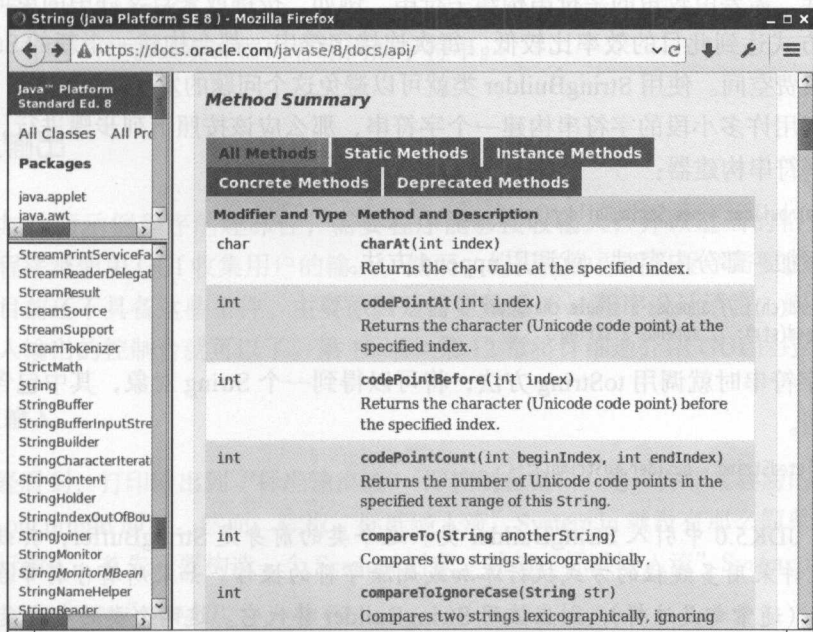 String (Java Platform SE 8 ) - Mozilla Firefox
https://docs.oracle.com/javase/8/docs/api/
Java™ Platform
Standard Ed. 8
All Classes All Pro
Packages
java.applet
java.awt
StreamPrintServiceFa
StreamReaderDelegat
StreamResult
StreamSource
StreamSupport
StreamTokenizer
StrictMath
String
StringBuffer
StringBufferInputStre
StringBuilder
StringCharacterIterat
StringContent
StringHolder
StringIndexOutOfBou
StringJoiner
StringMonitor
StringMonitorMBean
StringNameHelper
StringReader
Method Summary
All Methods Static Methods Instance Methods
Concrete Methods Deprecated Methods
Modifier and Type Method and Description
char charAt(int index)
Returns the char value at the specified index.
int codePointAt(int index)
Returns the character (Unicode code point) at the
specified index.
int codePointBefore(int index)
Returns the character (Unicode code point) before
the specified index.
int codePointCount(int beginIndex, int endIndex)
Returns the number of Unicode code points in the
specified text range of this String.
int compareTo(String anotherString)
Compares two strings lexicographically.
int compareToIgnoreCase(String str)
Compares two strings lexicographically, ignoring